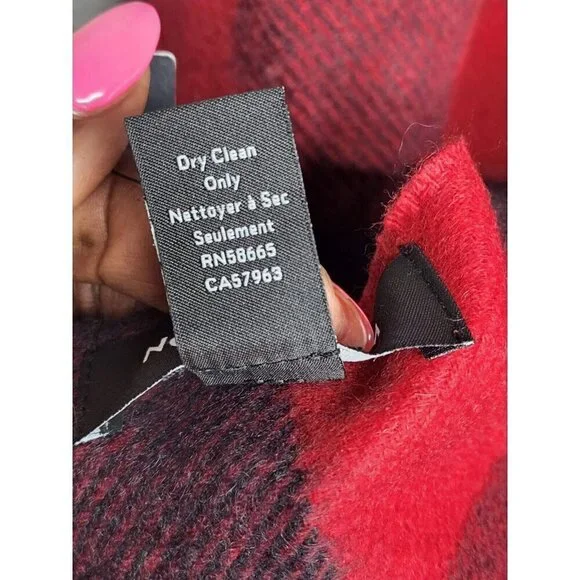 Dry Clean
Only
Nettoyer à Sec
Seulement
RN58665
CA57963